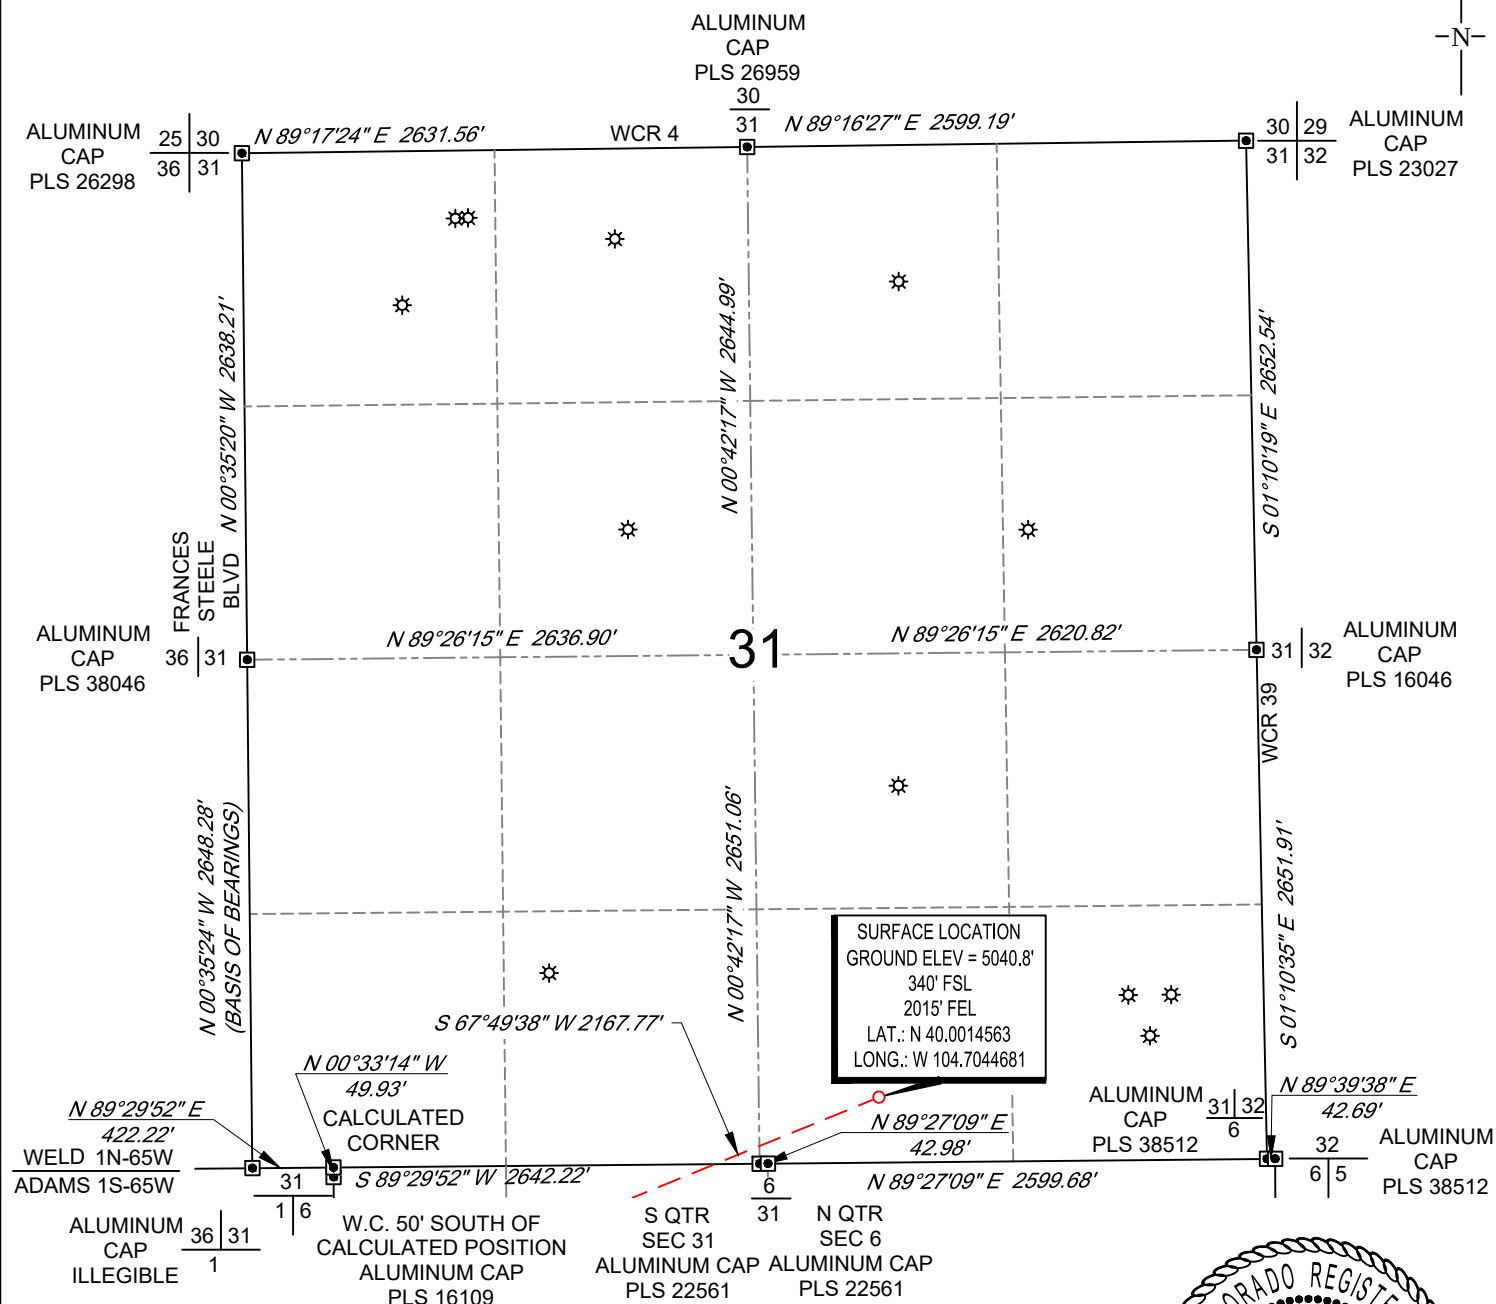 ALUMINUM
CAP
PLS 26959
30
31
-N-
ALUMINUM
CAP
PLS 26298
25 30
36 31
N 89°17'24" E 2631.56'
WCR 4
N 89°16'27" E 2599.19'
30 29
31 32
ALUMINUM
CAP
PLS 23027
N 00°35'20" W 2638.21'
N 00°42'17" W 2644.99'
S 01°10'19" E 2652.54'
FRANCES
STEELE
BLVD
ALUMINUM
CAP
PLS 38046
36 31
N 89°26'15" E 2636.90'
31
N 89°26'15" E 2620.82'
31 32
ALUMINUM
CAP
PLS 16046
WCR 39
N 00°35'24" W 2648.28'
(BASIS OF BEARINGS)
N 00°42'17" W 2651.06'
S 01°10'35" E 2651.91'
SURFACE LOCATION
GROUND ELEV = 5040.8'
340' FSL
2015' FEL
LAT.: N 40.0014563
LONG.: W 104.7044681
S 67°49'38" W 2167.77'
N 00°33'14" W
49.93'
CALCULATED
CORNER
N 89°29'52" E
422.22'
WELD 1N-65W
ADAMS 1S-65W
S 89°29'52" W 2642.22'
N 89°27'09" E
42.98'
N 89°27'09" E 2599.68'
ALUMINUM
CAP
PLS 38512
31 32
6
N 89°39'38" E
42.69'
32
6 5
ALUMINUM
CAP
PLS 38512
31
1 6
6
31
ALUMINUM
CAP
ILLEGIBLE
36 31
1
W.C. 50' SOUTH OF
CALCULATED POSITION
ALUMINUM CAP
PLS 16109
S QTR
SEC 31
ALUMINUM CAP
PLS 22561
N QTR
SEC 6
ALUMINUM CAP
PLS 22561